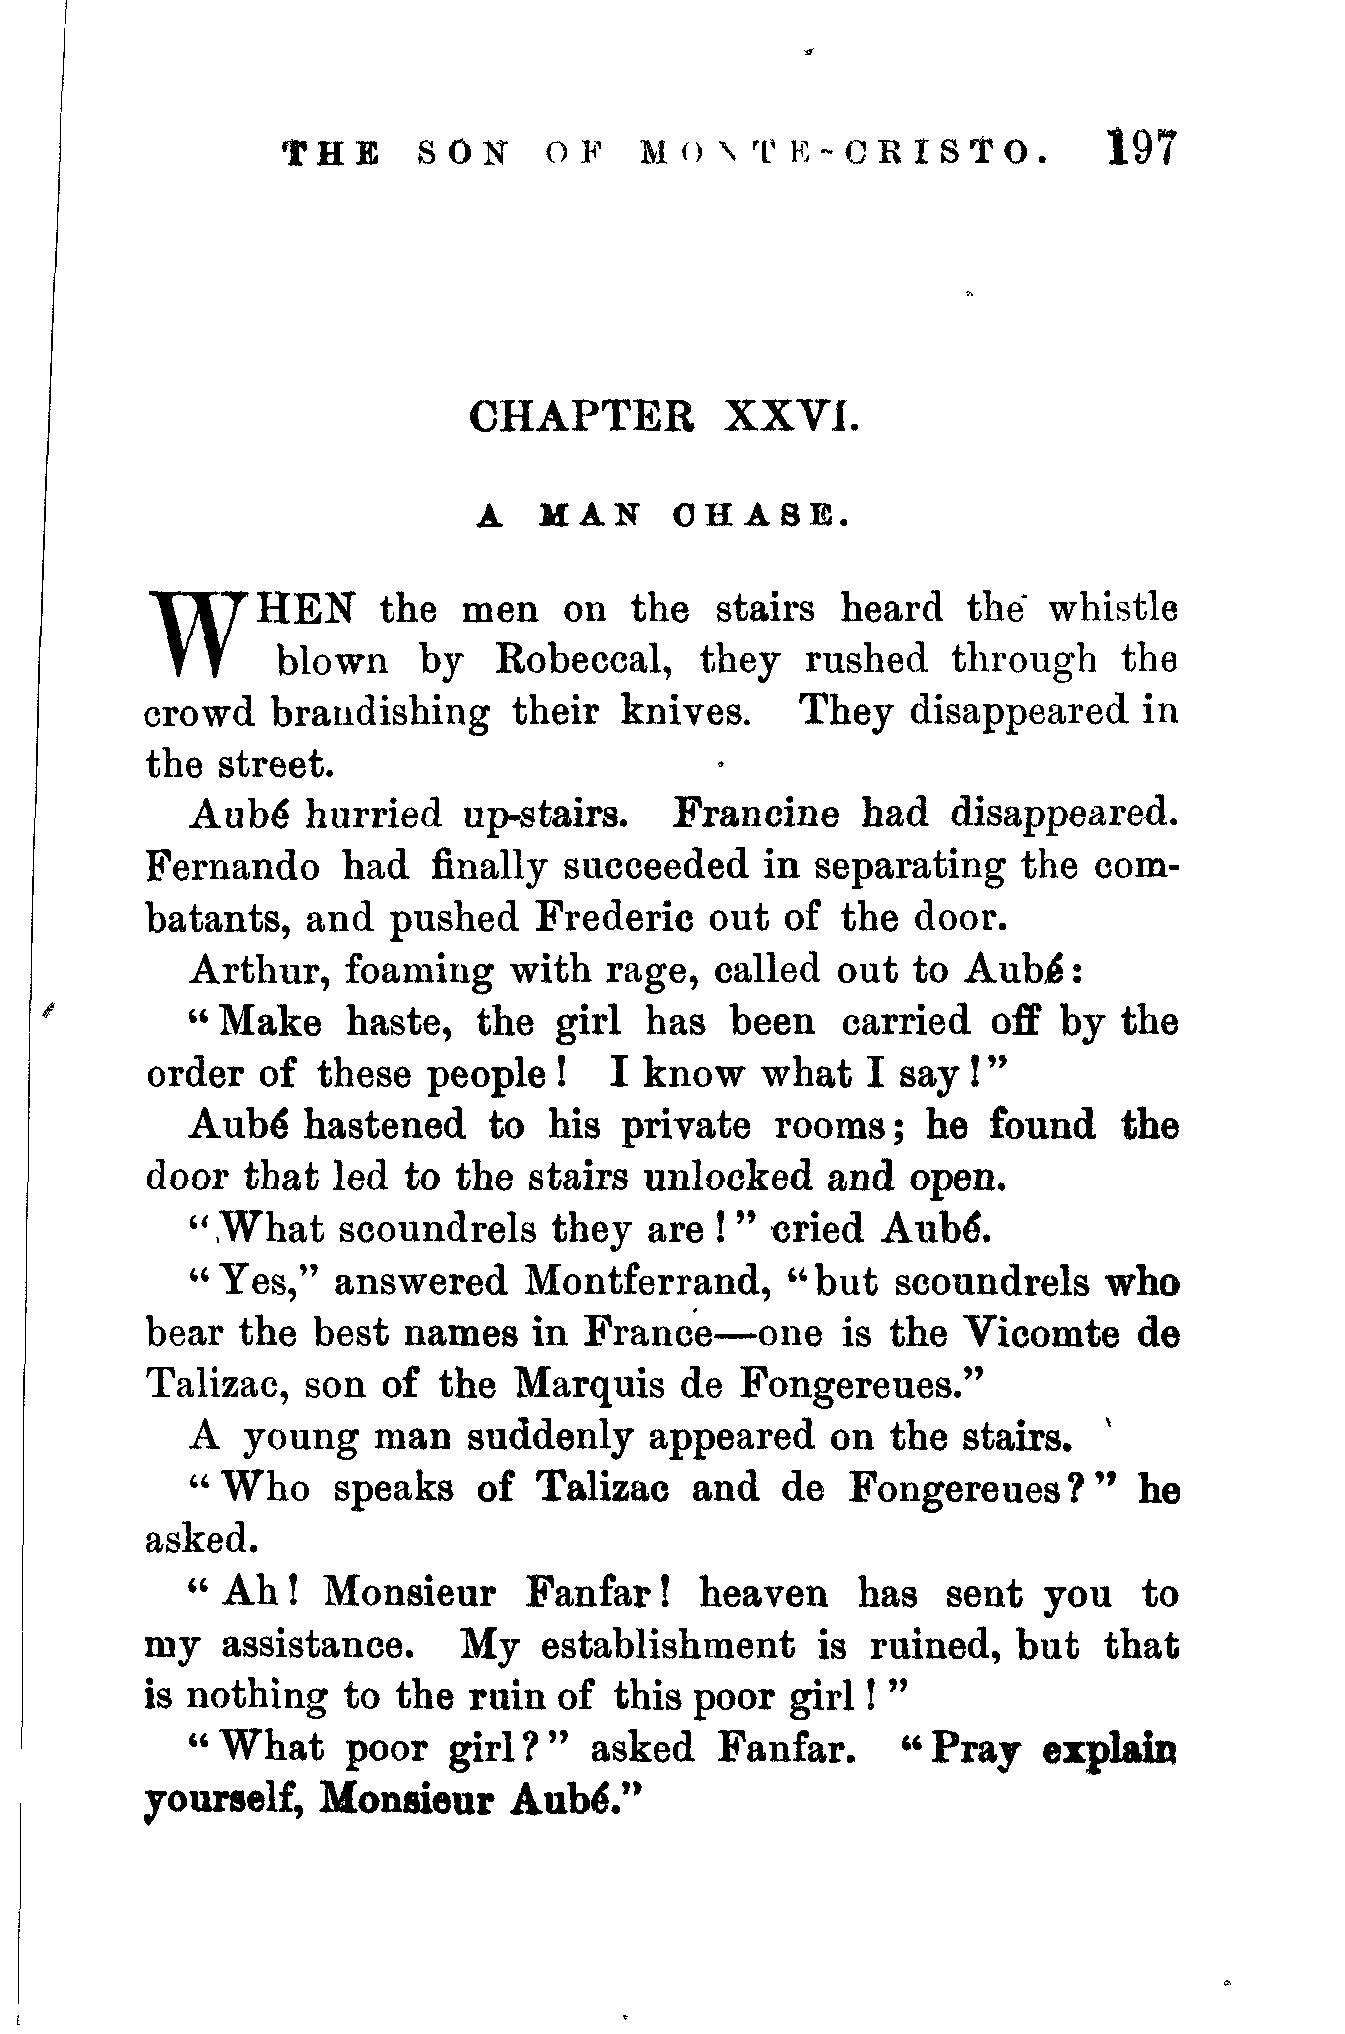 THE SON OF MONTE-CRISTO. 197
CHAPTER XXVI.
A MAN CHASE.
WHEN the men on the stairs heard the whistle
blown by Robeccal, they rushed through the
crowd brandishing their knives. They disappeared in
the street.
Aubé hurried up-stairs. Francine had disappeared.
Fernando had finally succeeded in separating the com-
batants, and pushed Frederic out of the door.
Arthur, foaming with rage, called out to Aubé:
“Make haste, the girl has been carried off by the
order of these people! I know what I say!”
Aubé hastened to his private rooms; he found the
door that led to the stairs unlocked and open.
“What scoundrels they are!” cried Aubé.
“Yes,” answered Montferrand, “but scoundrels who
bear the best names in France—one is the Vicomte de
Talizac, son of the Marquis de Fongereues.”
A young man suddenly appeared on the stairs.
“Who speaks of Talizac and de Fongereues?” he
asked.
“Ah! Monsieur Fanfar! heaven has sent you to
my assistance. My establishment is ruined, but that
is nothing to the ruin of this poor girl!”
“What poor girl?” asked Fanfar. “Pray explain
yourself, Monsieur Aubé.”